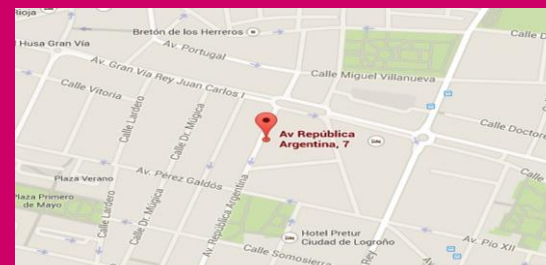 Rioja
Bretón de los Herreros
Husa Gran Vía
Av. Portugal
Calle D
Av. Gran Vía Rey Juan Carlos I
Calle Miguel Villanueva
Calle Vitoria
Calle Lardero
Calle Dr. Múgica
Av República
Argentina, 7
Calle Doctore
Plaza Verano
Av. Pérez Galdós
Plaza Primero
de Mayo
Calle Lardero
Calle Dr. Múgica
Av. República Argentina
Hotel Pretur
Ciudad de Logroño
Calle Somosierra
Rey
Av. Pío XII